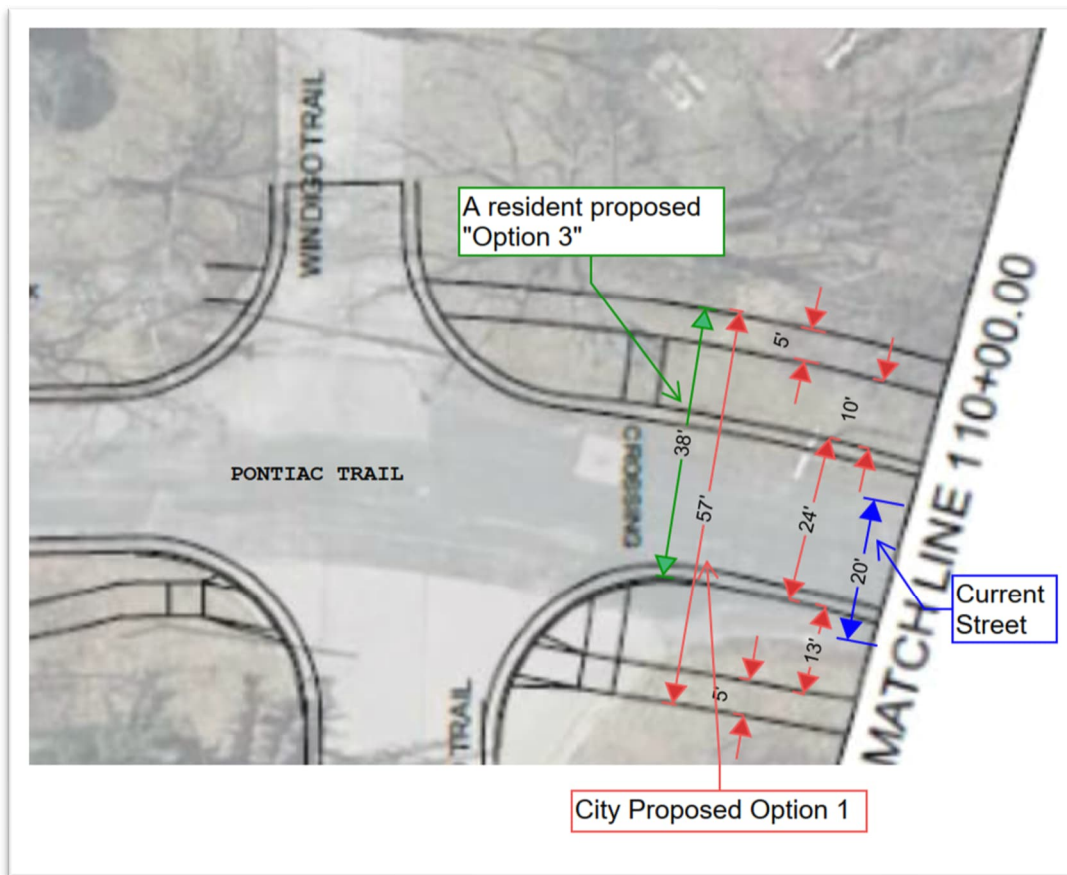 WINDIGO TRAIL
A resident proposed
"Option 3"
5'
10'
MATCH LINE 110+00.00
CROSSING
38'
PONTIAC TRAIL
57'
24'
20'
Current
Street
13'
5'
TRAIL
City Proposed Option 1